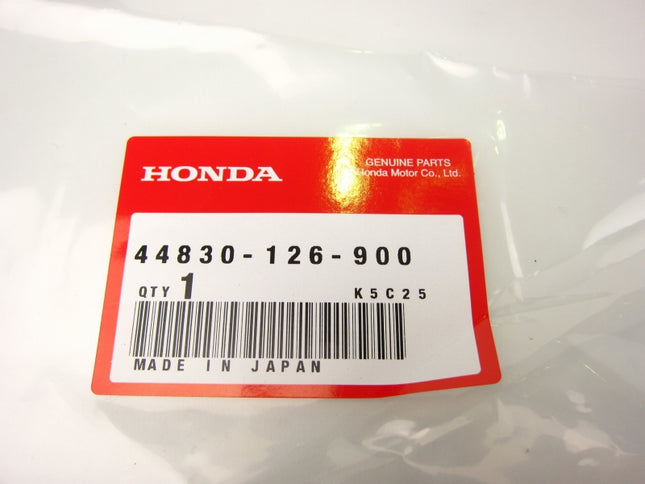 HONDA
GENUINE PARTS
Honda Motor Co., Ltd.
44830-126-900
QTY 1 K5C25
MADE IN JAPAN